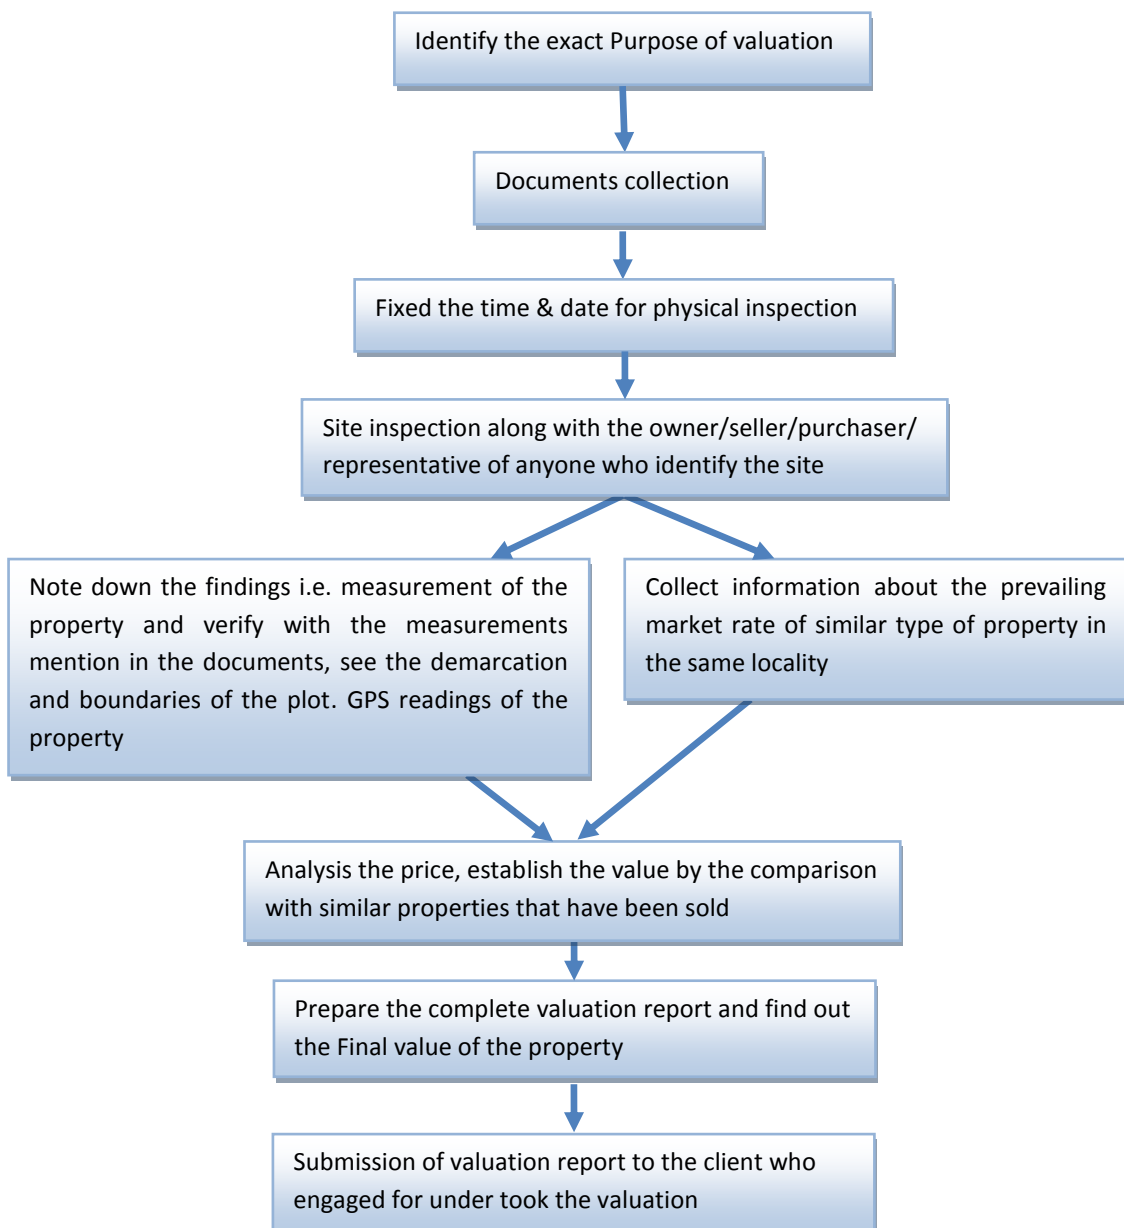 Identify the exact Purpose of valuation
Documents collection
Fixed the time & date for physical inspection
Site inspection along with the owner/seller/purchaser/
representative of anyone who identify the site
Note down the findings i.e. measurement of the
property and verify with the measurements
mention in the documents, see the demarcation
and boundaries of the plot. GPS readings of the
property
Collect information about the prevailing
market rate of similar type of property in
the same locality
Analysis the price, establish the value by the comparison
with similar properties that have been sold
Prepare the complete valuation report and find out
the Final value of the property
Submission of valuation report to the client who
engaged for under took the valuation